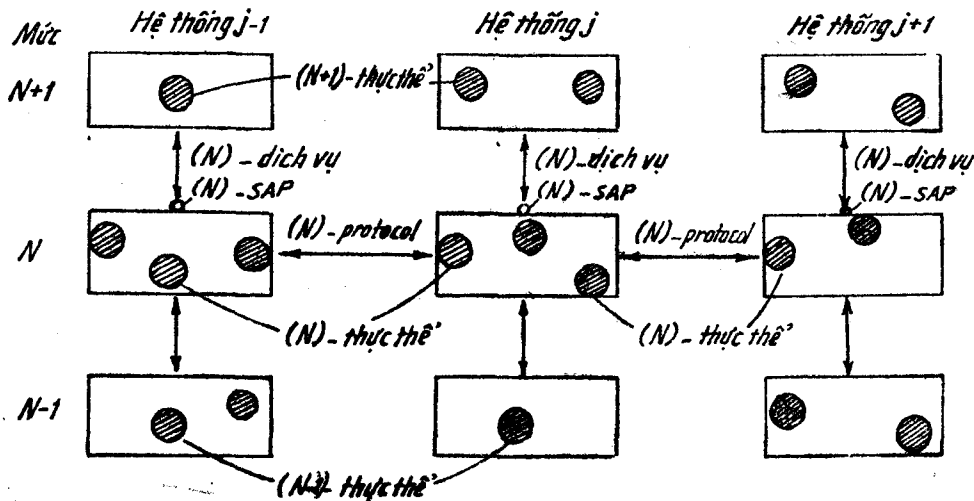 Mức
Hệ thống j-1
Hệ thống j
Hệ thống j+1
N+1
(N+1)-thực thể
(N)-dịch vụ
(N)-SAP
(N)-dịch vụ
(N)-SAP
(N)-dịch vụ
(N)-SAP
N
(N)-protocol
(N)-protocol
(N)-thực thể
(N)-thực thể
N-1
(N-1)-thực thể